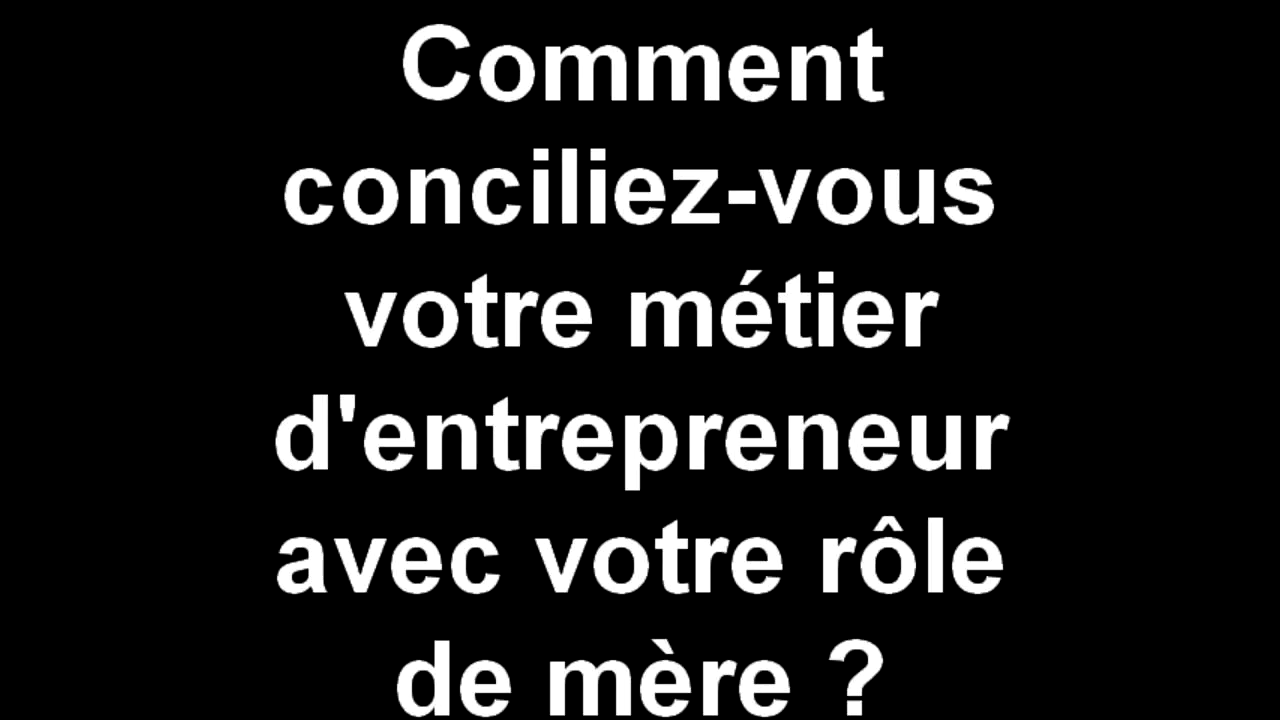 Comment
conciliez-vous
votre métier
d'entrepreneur
avec votre rôle
de mère ?